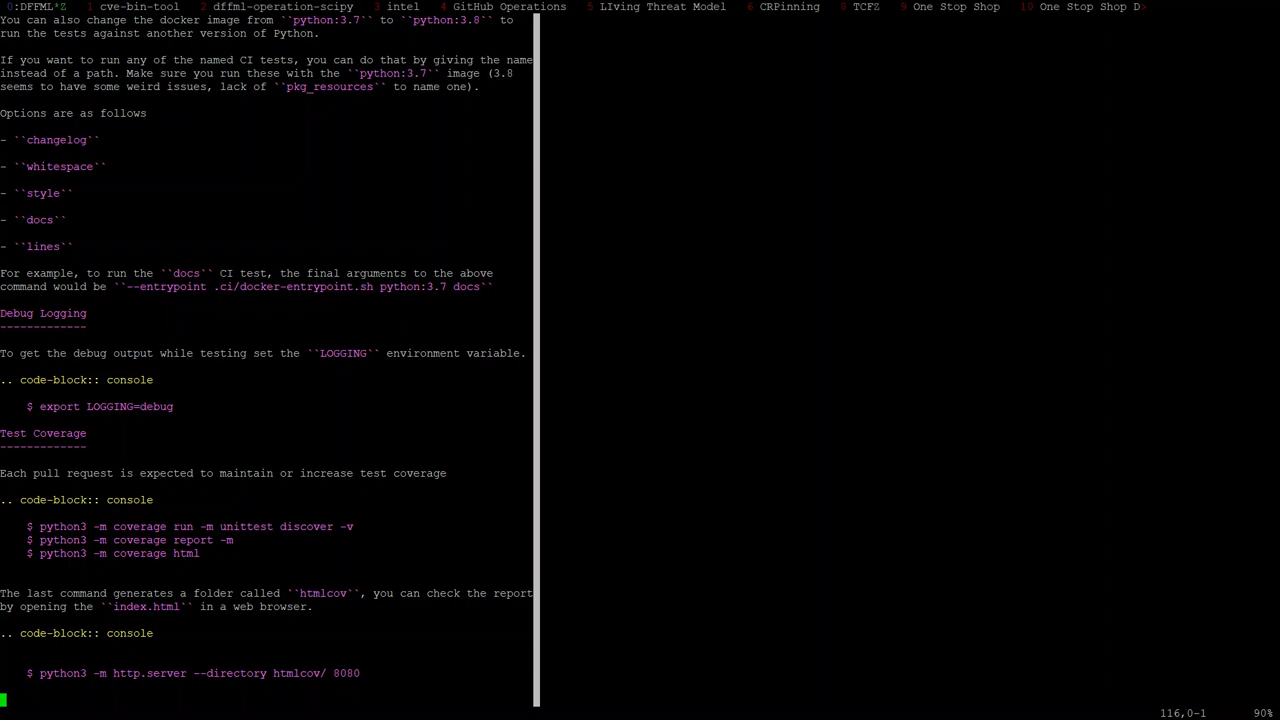 0:DFFML*Z 1 cve-bin-tool 2 dffml-operation-scipy 3 intel 4 GitHub Operations 5 LIving Threat Model 6 CRPinning 8 TCFZ 9 One Stop Shop 10 One Stop Shop D>
You can also change the docker image from ``python:3.7`` to ``python:3.8`` to
run the tests against another version of Python.
If you want to run any of the named CI tests, you can do that by giving the name
instead of a path. Make sure you run these with the ``python:3.7`` image (3.8
seems to have some weird issues, lack of ``pkg_resources`` to name one).
Options are as follows
- ``changelog``
- ``whitespace``
- ``style``
- ``docs``
- ``lines``
For example, to run the ``docs`` CI test, the final arguments to the above
command would be ``--entrypoint .ci/docker-entrypoint.sh python:3.7 docs``
Debug Logging
-------------
To get the debug output while testing set the ``LOGGING`` environment variable.
.. code-block:: console
$ export LOGGING=debug
Test Coverage
-------------
Each pull request is expected to maintain or increase test coverage
.. code-block:: console
$ python3 -m coverage run -m unittest discover -v
$ python3 -m coverage report -m
$ python3 -m coverage html
The last command generates a folder called ``htmlcov``, you can check the report
by opening the ``index.html`` in a web browser.
.. code-block:: console
$ python3 -m http.server --directory htmlcov/ 8080
116,0-1 90%